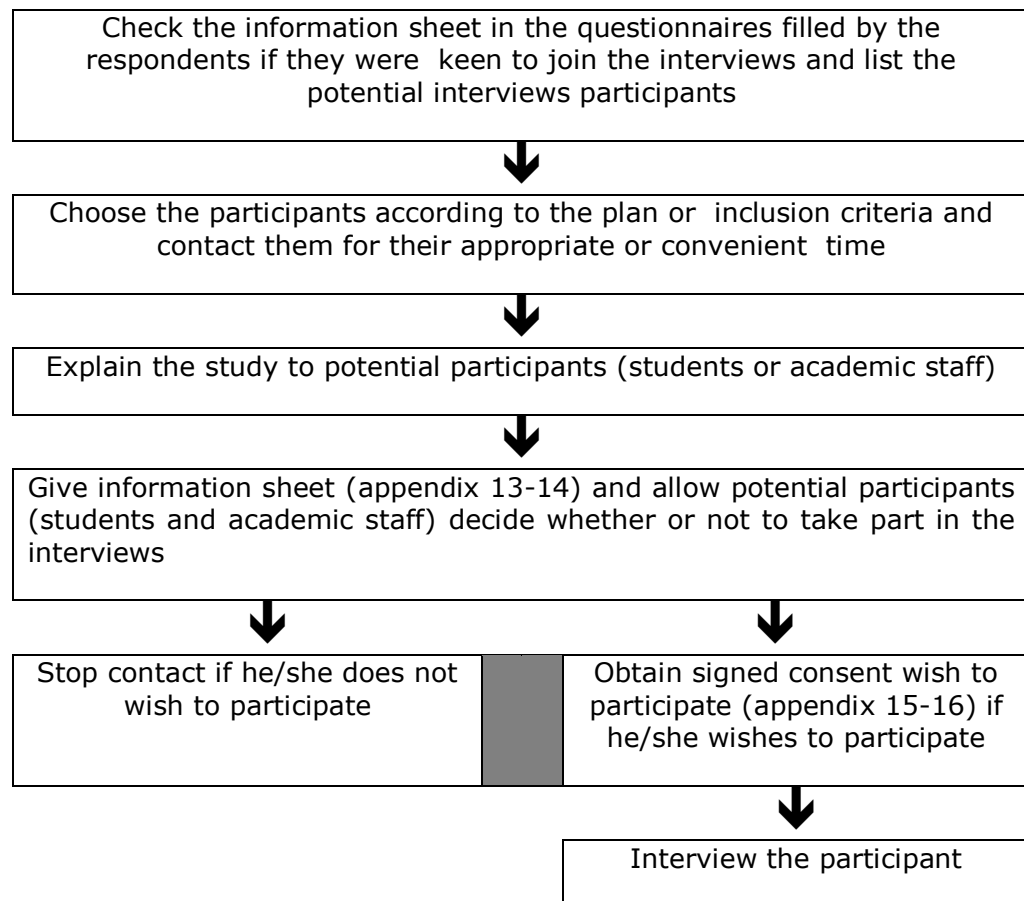 Check the information sheet in the questionnaires filled by the
respondents if they were keen to join the interviews and list the
potential interviews participants
Choose the participants according to the plan or inclusion criteria and
contact them for their appropriate or convenient time
Explain the study to potential participants (students or academic staff)
Give information sheet (appendix 13-14) and allow potential participants
(students and academic staff) decide whether or not to take part in the
interviews
Stop contact if he/she does not
wish to participate
Obtain signed consent wish to
participate (appendix 15-16) if
he/she wishes to participate
Interview the participant